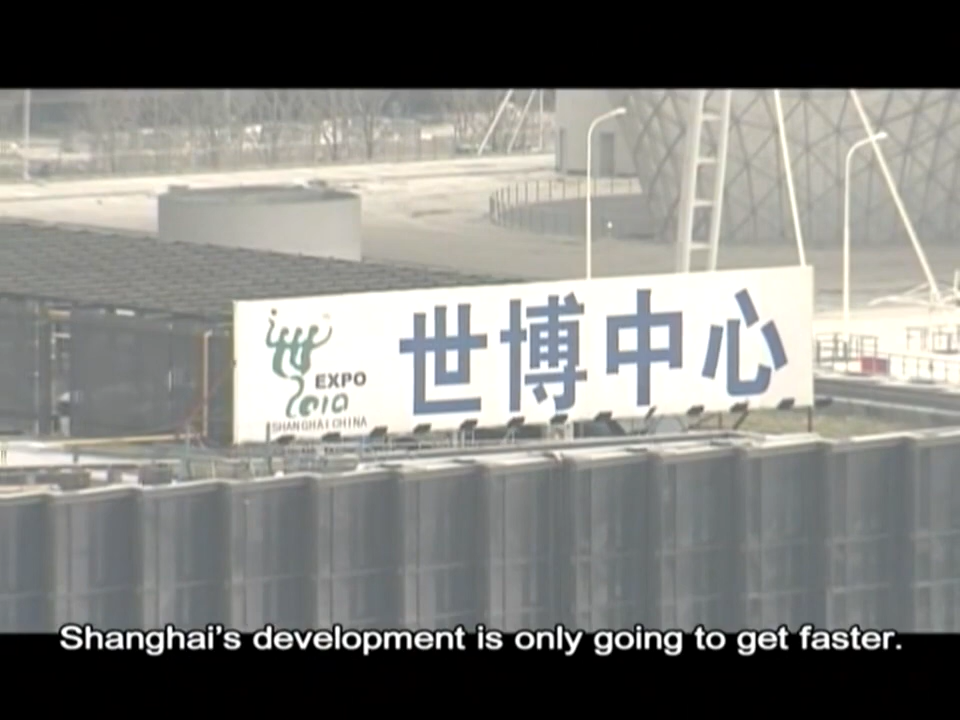 世博中心
EXPO
2010
SHANGHAI CHINA
Shanghai's development is only going to get faster.